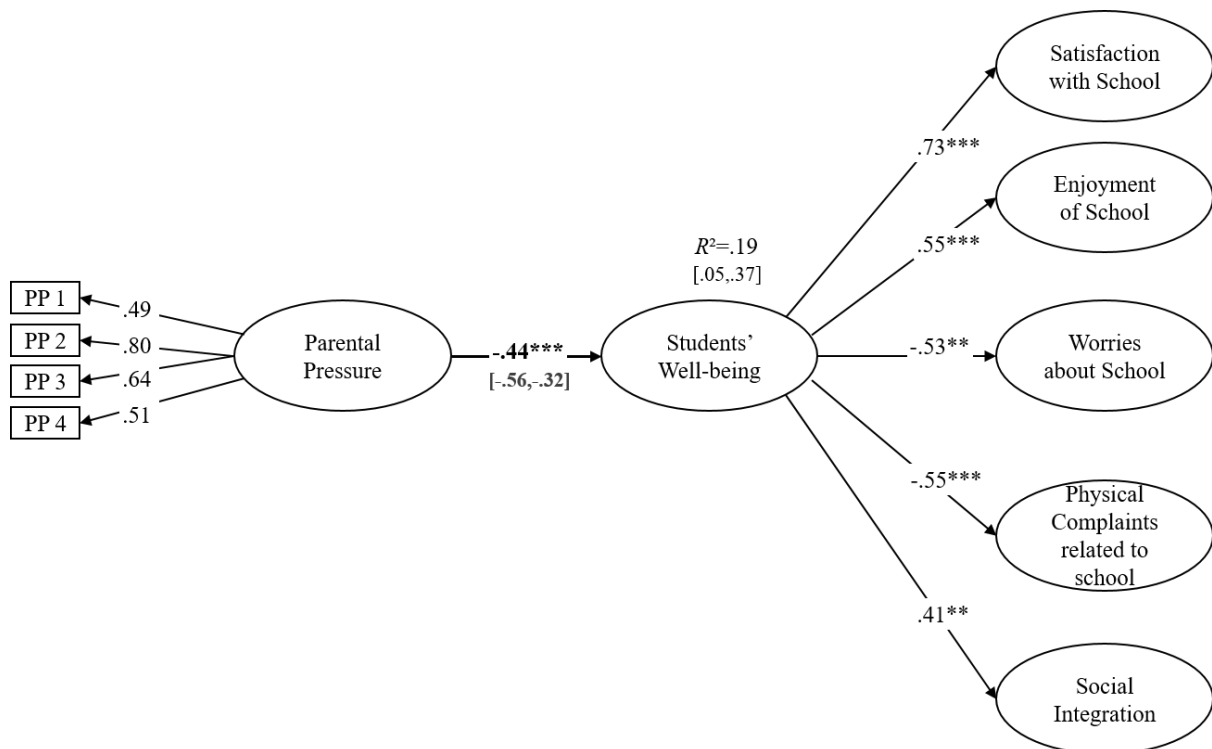 Satisfaction
with School
.73***
Enjoyment
of School
.55***
R²=.19
[.05,.37]
PP 1
.49
PP 2
.80
PP 3
.64
PP 4
.51
Parental
Pressure
-.44***
[-.56,-.32]
Students’
Well-being
-.53**
Worries
about School
-.55***
Physical
Complaints
related to
school
.41**
Social
Integration